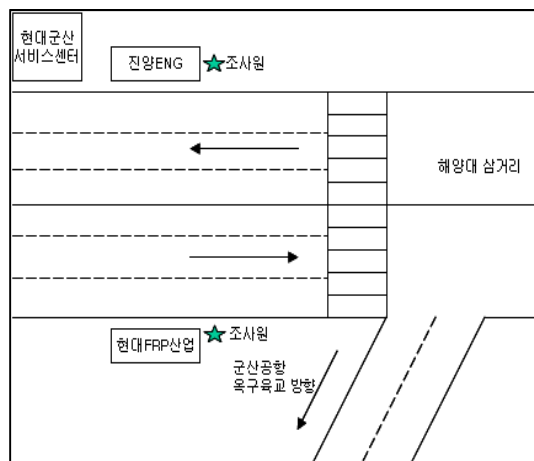 현대군산
서비스센터
진양ENG
조사원
해양대 삼거리
현대FRP산업
조사원
군산공항
옥구육교 방향